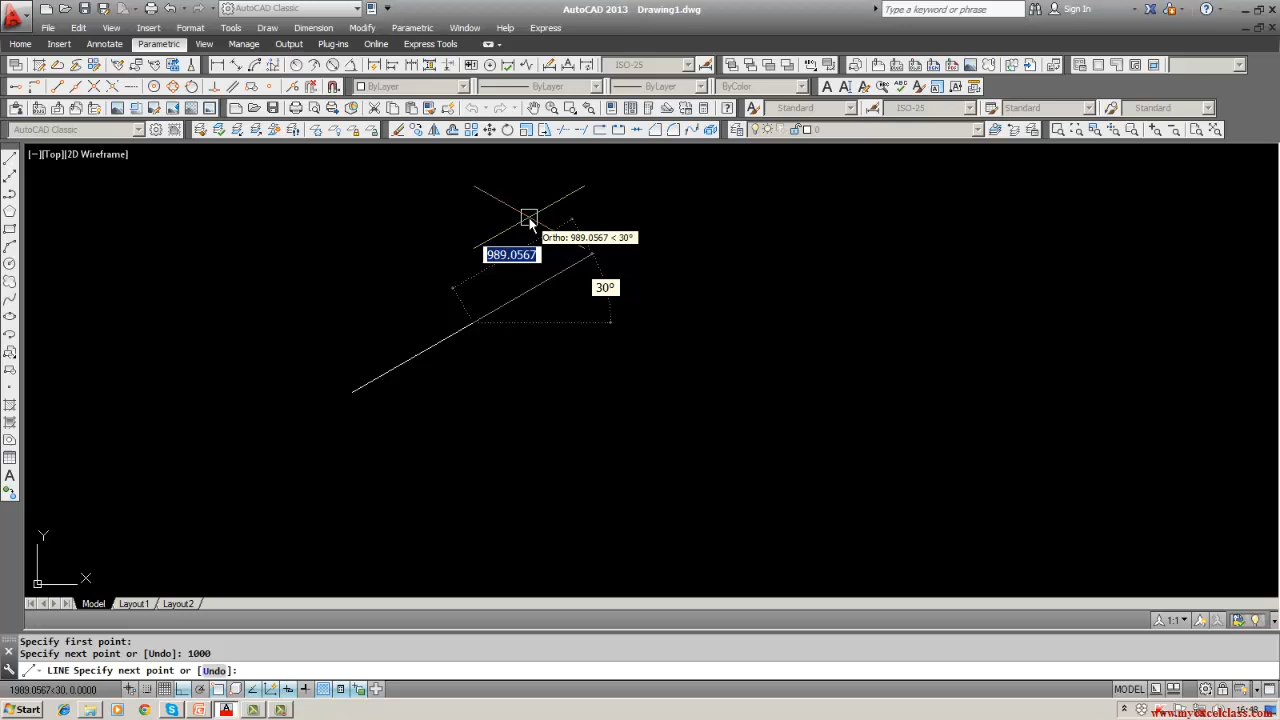 AutoCAD Classic
AutoCAD 2013 Drawing1.dwg
Type a keyword or phrase
Sign In
File Edit View Insert Format Tools Draw Dimension Modify Parametric Window Help Express
Home Insert Annotate Parametric View Manage Output Plug-ins Online Express Tools
ISO-25
ByLayer ByLayer ByLayer ByColor
Standard ISO-25 Standard Standard
AutoCAD Classic
0
[−][Top][2D Wireframe]
Ortho: 989.0567 < 30°
989.0567
30°
Y
X
Model Layout1 Layout2
1:1
Specify first point:
Specify next point or [Undo]: 1000
LINE Specify next point or [Undo]:
1989.0567<30, 0.0000
MODEL
Start
16:48
www.myexcelclass.com